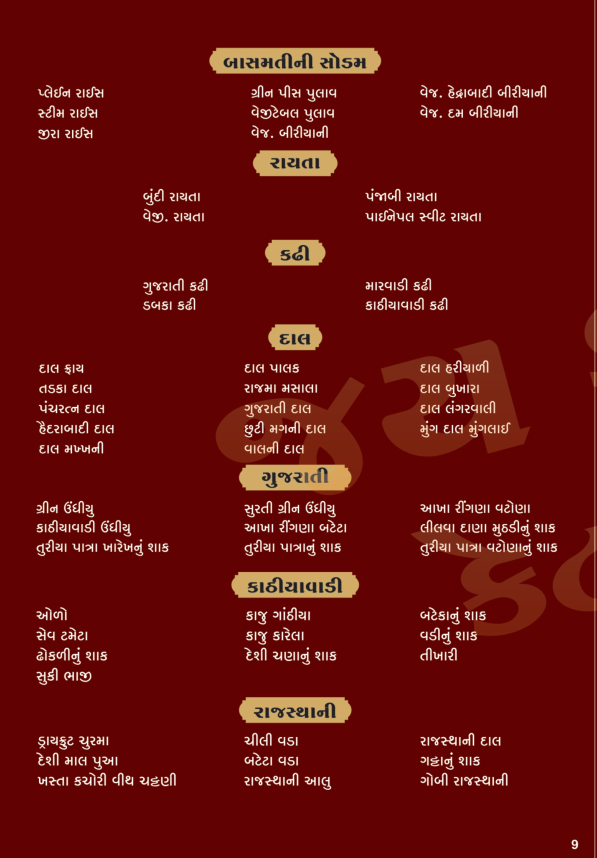 બાસમતીની સોડમ
પ્લેઈન રાઈસ
સ્ટીમ રાઈસ
જીરા રાઈસ
ગ્રીન પીસ પુલાવ
વેજીટેબલ પુલાવ
વેજ. બીરીયાની
વેજ. હેદ્રાબાદી બીરીયાની
વેજ. દમ બીરીયાની
રાયતા
બુંદી રાયતા
વેજી. રાયતા
પંજાબી રાયતા
પાઈનેપલ સ્વીટ રાયતા
કઢી
ગુજરાતી કઢી
ડબકા કઢી
મારવાડી કઢી
કાઠીયાવાડી કઢી
દાલ
દાલ ફ્રાય
તડકા દાલ
પંચરત્ન દાલ
હૈદરાબાદી દાલ
દાલ મખ્ખની
દાલ પાલક
રાજમા મસાલા
ગુજરાતી દાલ
છુટી મગની દાલ
વાલની દાલ
દાલ હરીયાળી
દાલ બુખારા
દાલ લંગરવાલી
મુંગ દાલ મુંગલાઈ
ગુજરાતી
ગ્રીન ઉંઘીયુ
કાઠીયાવાડી ઉંઘીયુ
તુરીયા પાત્રા ખારેખનું શાક
સુરતી ગ્રીન ઉંઘીયુ
આખા રીંગણા બટેટા
તુરીયા પાત્રાનું શાક
આખા રીંગણા વટોણા
લીલવા દાણા મુઠડીનું શાક
તુરીયા પાત્રા વટોણાનું શાક
કાઠીયાવાડી
ઓળો
સેવ ટમેટા
ઢોકળીનું શાક
સુકી ભાજી
કાજુ ગાંઠીયા
કાજુ કારેલા
દેશી ચણાનું શાક
બટેકાનું શાક
વડીનું શાક
તીખારી
રાજસ્થાની
ડ્રાયફ્રુટ ચુરમા
દેશી માલ પુઆ
ખસ્તા કચોરી વીથ ચટ્ટણી
ચીલી વડા
બટેટા વડા
રાજસ્થાની આલુ
રાજસ્થાની દાલ
ગટ્ટાનું શાક
ગોબી રાજસ્થાની
9